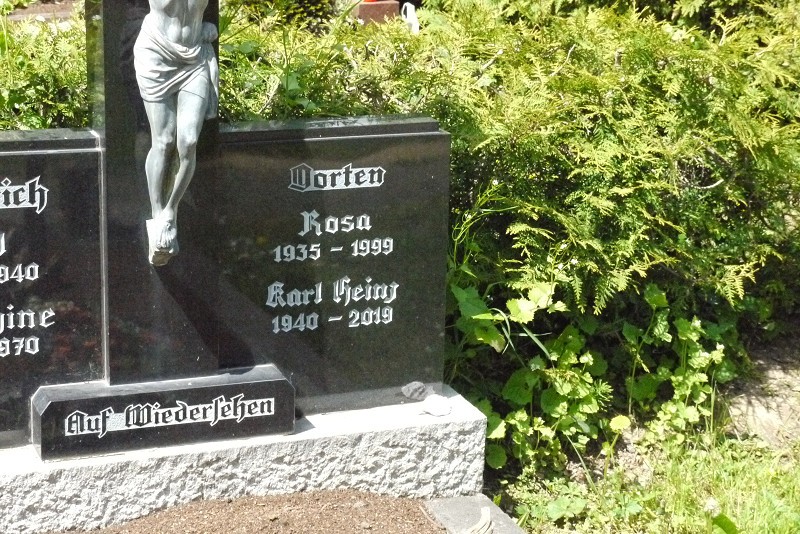 Dorten
Rosa
1935 – 1999
Karl Heinz
1940 – 2019
Auf Wiedersehen